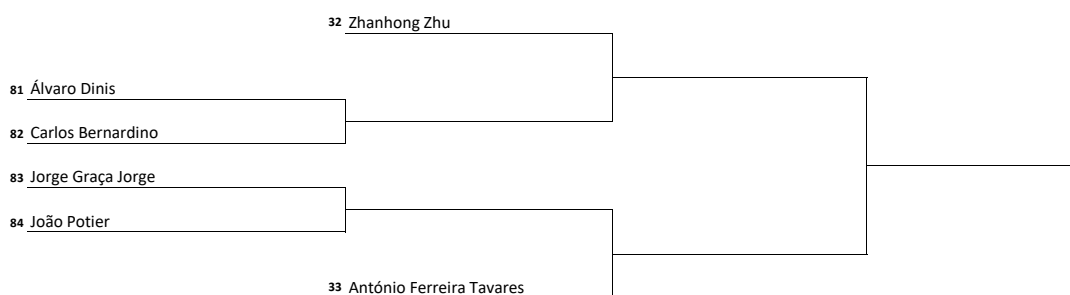 32 Zhanhong Zhu
81 Álvaro Dinis
82 Carlos Bernardino
83 Jorge Graça Jorge
84 João Potier
33 António Ferreira Tavares